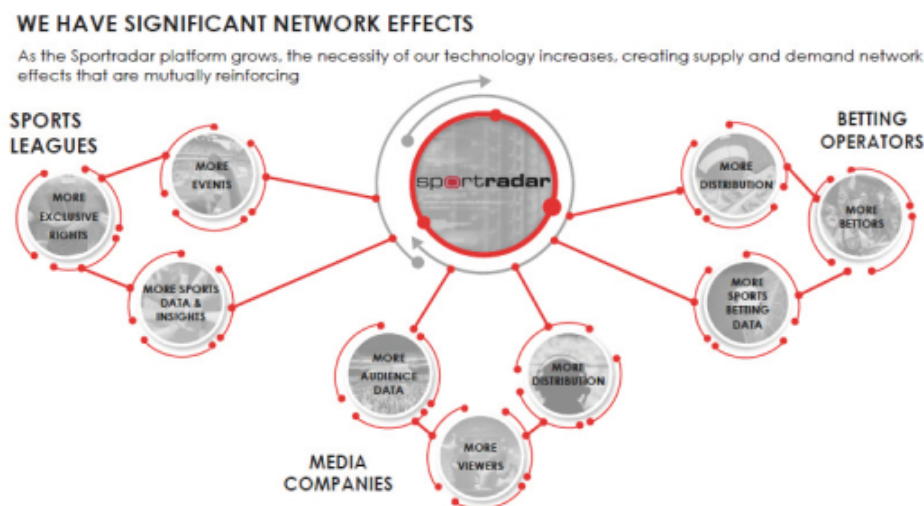 WE HAVE SIGNIFICANT NETWORK EFFECTS
As the Sportradar platform grows, the necessity of our technology increases, creating supply and demand network
effects that are mutually reinforcing
SPORTS
LEAGUES
MORE
EVENTS
MORE
EXCLUSIVE
RIGHTS
MORE SPORTS
DATA &
INSIGHTS
sportradar
BETTING
OPERATORS
MORE
DISTRIBUTION
MORE
BETTORS
MORE
SPORTS
BETTING
DATA
MORE
AUDIENCE
DATA
MORE
DISTRIBUTION
MORE
VIEWERS
MEDIA
COMPANIES